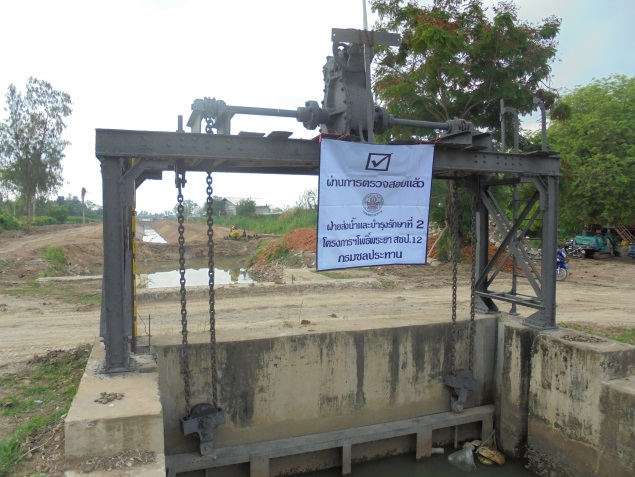 ผ่านการตรวจสอบแล้ว
ฝ่ายส่งน้ำและบำรุงรักษาที่ 2
โครงการฯโพธิ์พระยา สชป.12
กรมชลประทาน